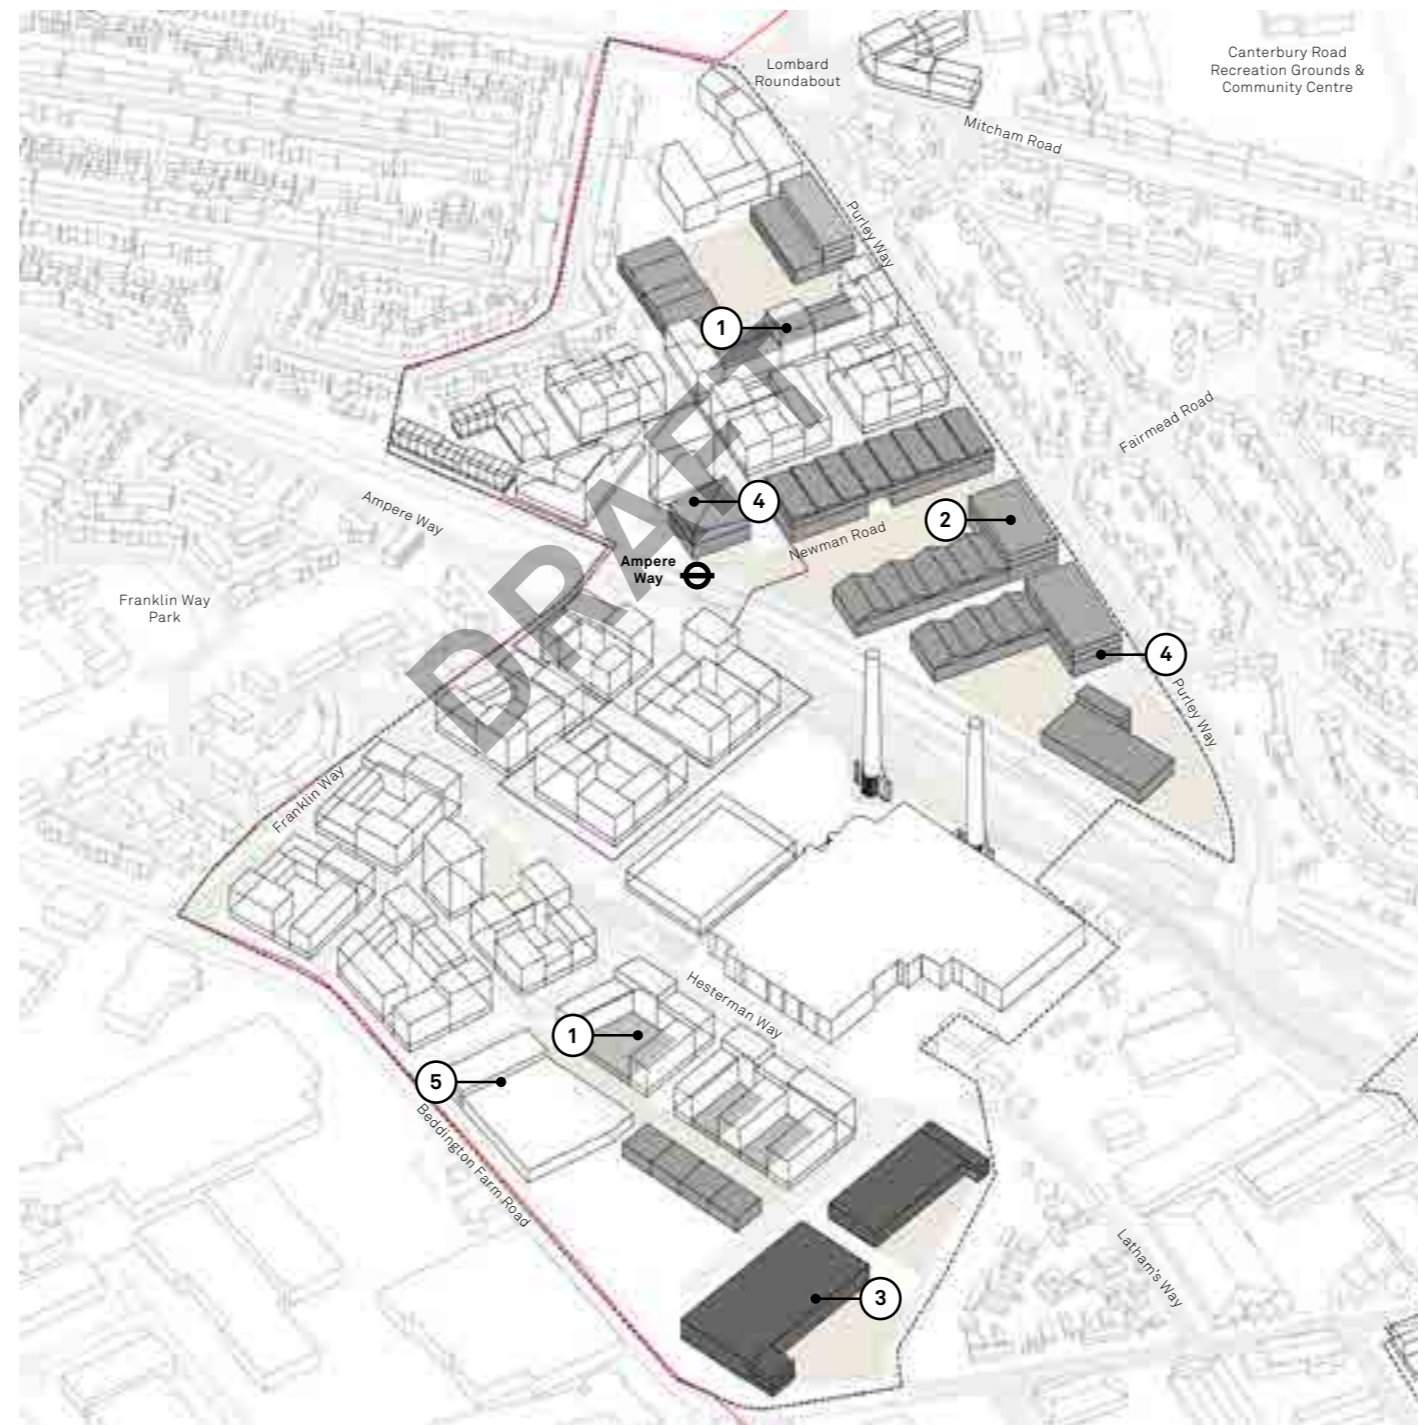 Canterbury Road
Recreation Grounds &
Community Centre
Lombard
Roundabout
Mitcham Road
Purley Way
1
Fairmead Road
4
2
Ampere Way
Newman Road
Ampere
Way
Franklin Way
Park
4
Purley Way
DRAFT
Franklin Way
Hesterman Way
1
5
Beddington Farm Road
Latham's Way
3